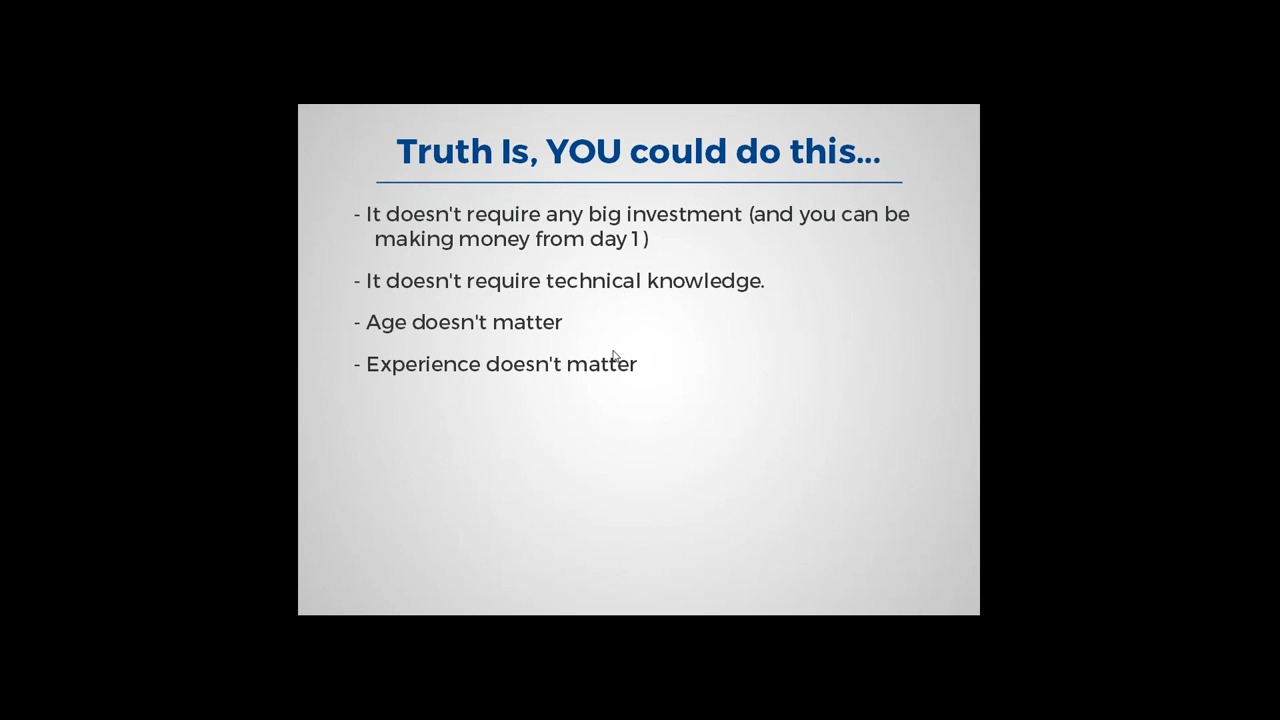 Truth Is, YOU could do this...
- It doesn't require any big investment (and you can be
making money from day 1)
- It doesn't require technical knowledge.
- Age doesn't matter
- Experience doesn't matter